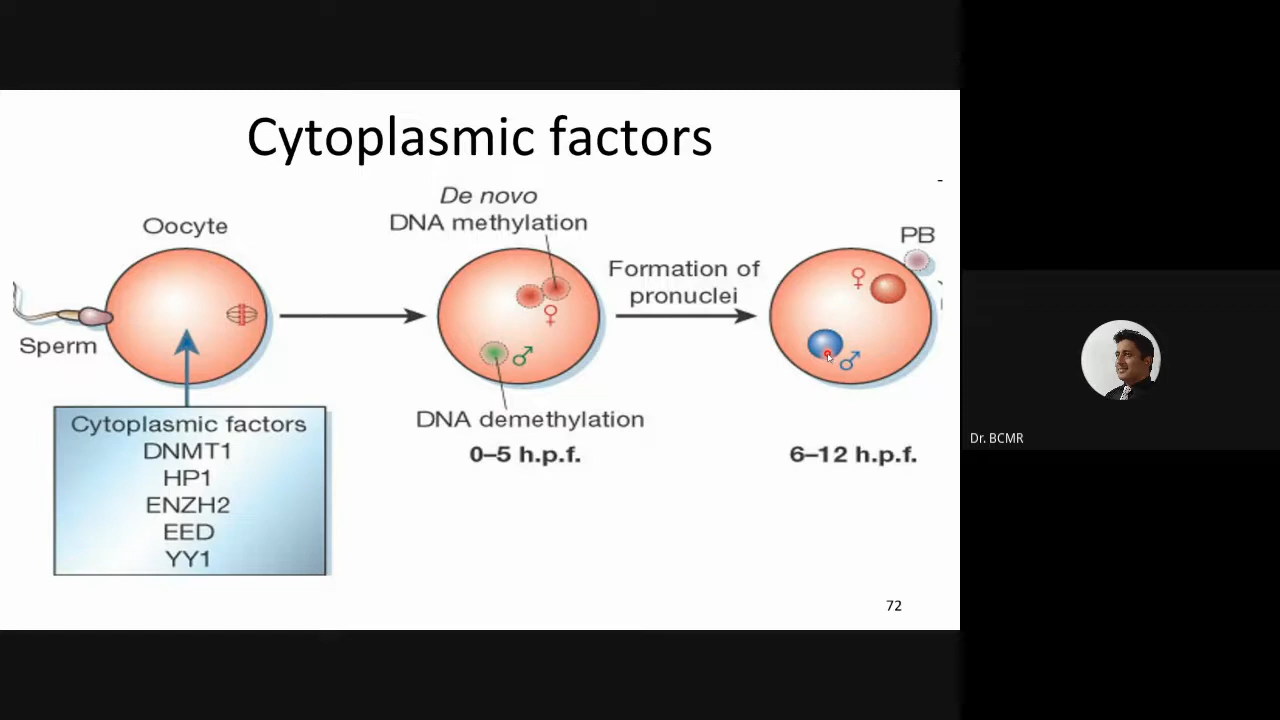 Cytoplasmic factors
Oocyte
Sperm
De novo
DNA methylation
♀
♂
DNA demethylation
0–5 h.p.f.
Formation of
pronuclei
PB
♀
♂
6–12 h.p.f.
Cytoplasmic factors
DNMT1
HP1
ENZH2
EED
YY1
72
Dr. BCMR